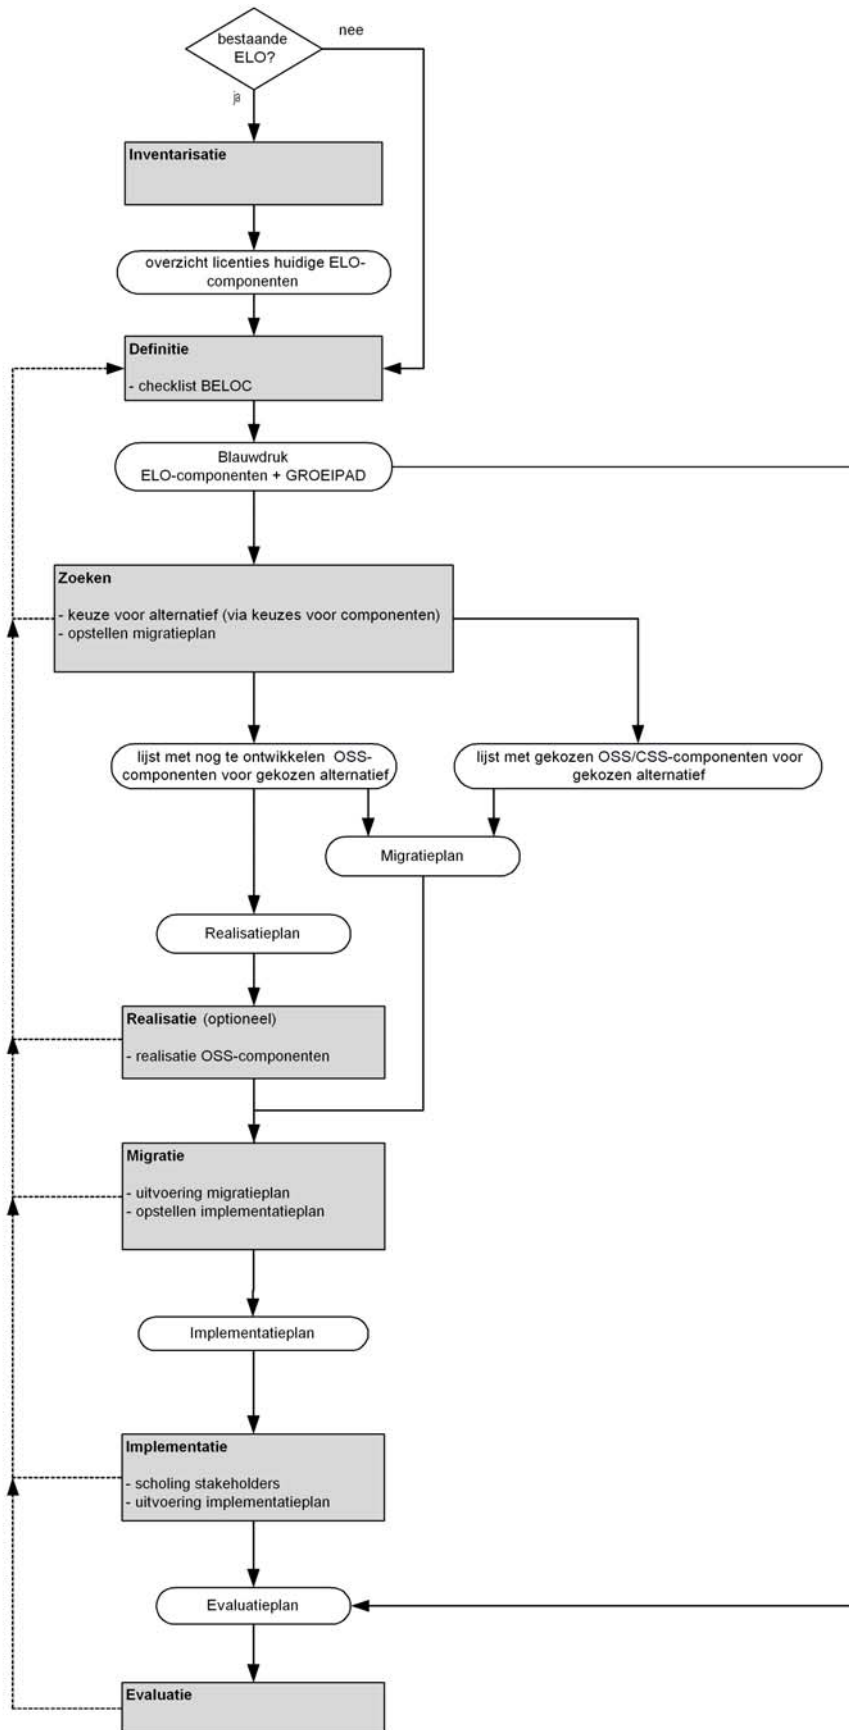 bestaande
ELO?
nee
Inventarisatie
overzicht licenties huidige ELO-
componenten
Definitie
- checklist BELOC
Blauwdruk
ELO-componenten + GROEIPAD
Zoeken
- keuze voor alternatief (via keuzes voor componenten)
- opstellen migratieplan
lijst met nog te ontwikkelen OSS-
componenten voor gekozen alternatief
lijst met gekozen OSS/CSS-componenten voor
gekozen alternatief
Migratieplan
Realisatieplan
Realisatie (optioneel)
- realisatie OSS-componenten
Migratie
- uitvoering migratieplan
- opstellen implementatieplan
Implementatieplan
Implementatie
- scholing stakeholders
- uitvoering implementatieplan
Evaluatieplan
Evaluatie